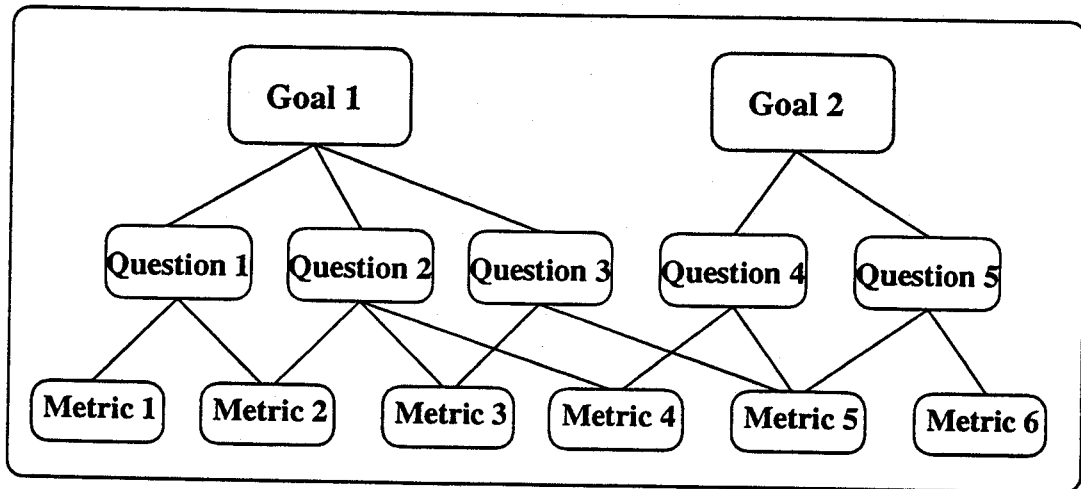 Goal 1
Goal 2
Question 1
Question 2
Question 3
Question 4
Question 5
Metric 1
Metric 2
Metric 3
Metric 4
Metric 5
Metric 6